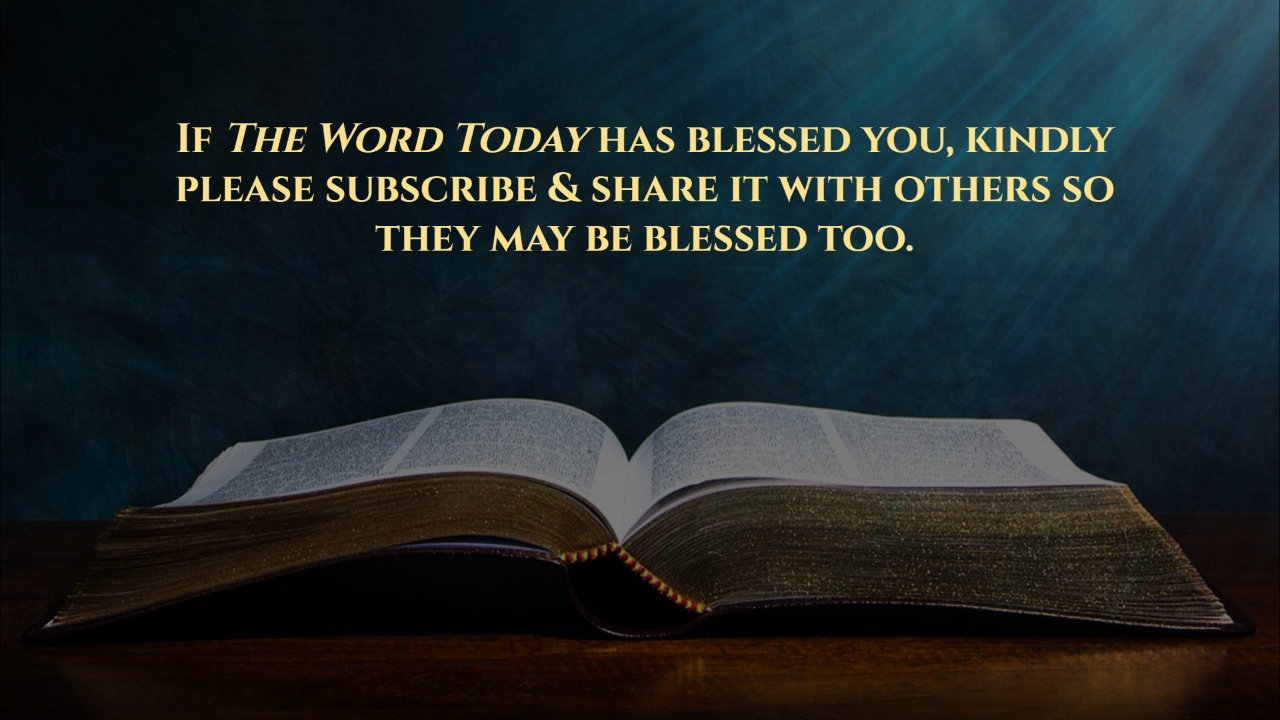 If The Word Today has blessed you, kindly
please subscribe & share it with others so
they may be blessed too.